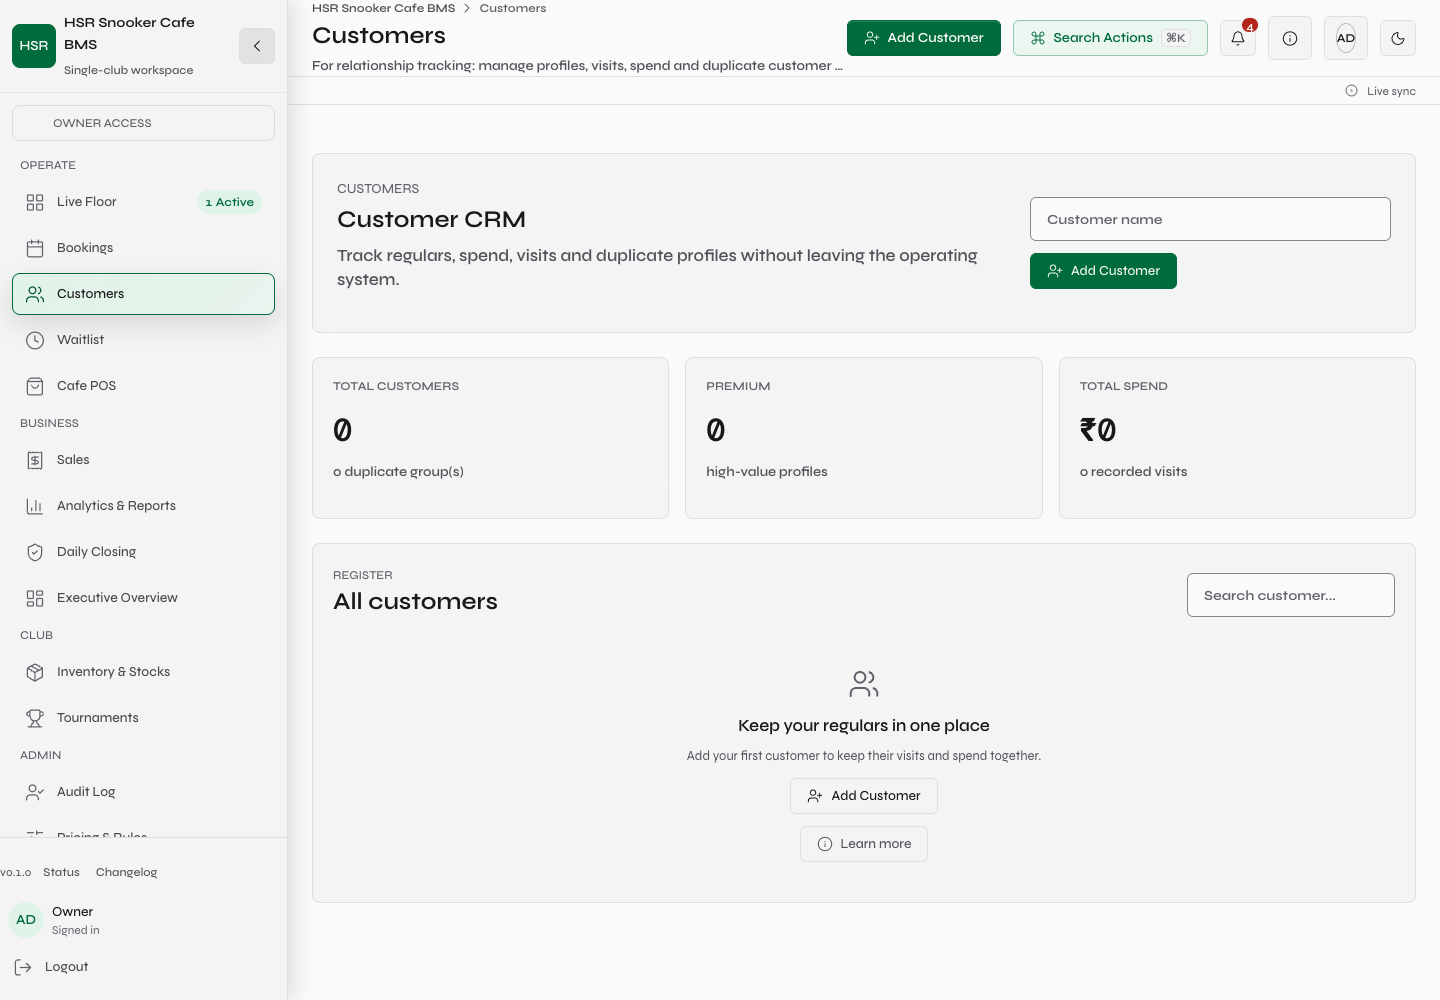 HSR
HSR Snooker Cafe
BMS
Single-club workspace
OWNER ACCESS
OPERATE
Live Floor
1 Active
Bookings
Customers
Waitlist
Cafe POS
BUSINESS
Sales
Analytics & Reports
Daily Closing
Executive Overview
CLUB
Inventory & Stocks
Tournaments
ADMIN
Audit Log
Pricing & Rules
v0.1.0 Status Changelog
AD
Owner
Signed in
Logout
HSR Snooker Cafe BMS > Customers
Customers
For relationship tracking: manage profiles, visits, spend and duplicate customer …
Add Customer
Search Actions ⌘K
4
AD
Live sync
CUSTOMERS
Customer CRM
Track regulars, spend, visits and duplicate profiles without leaving the operating
system.
Customer name
Add Customer
TOTAL CUSTOMERS
0
0 duplicate group(s)
PREMIUM
0
high-value profiles
TOTAL SPEND
₹0
0 recorded visits
REGISTER
All customers
Search customer...
Keep your regulars in one place
Add your first customer to keep their visits and spend together.
Add Customer
Learn more